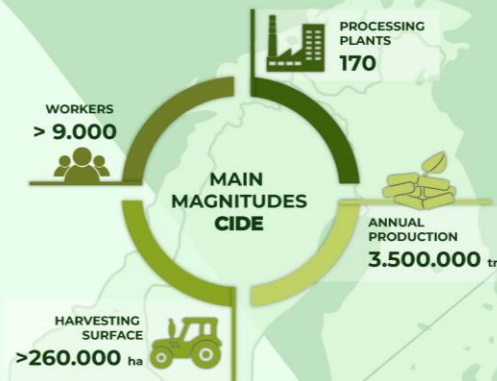 PROCESSING
PLANTS
170
WORKERS
> 9.000
MAIN
MAGNITUDES
CIDE
ANNUAL
PRODUCTION
3.500.000
HARVESTING
SURFACE
>260.000 ha